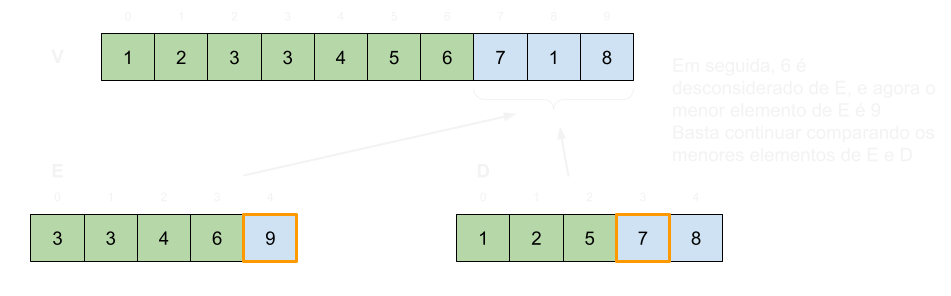 0 1 2 3 3 5 6 7 8 9
V 1 2 3 3 4 5 6 7 1 8
Em seguida, 6 é
desconsiderado de E, e agora o
menor elemento de E é 9
Basta continuar comparando os
menores elementos de E e D
E
0 1 2 3 4
3 3 4 6 9
D
0 1 2 3 4
1 2 5 7 8